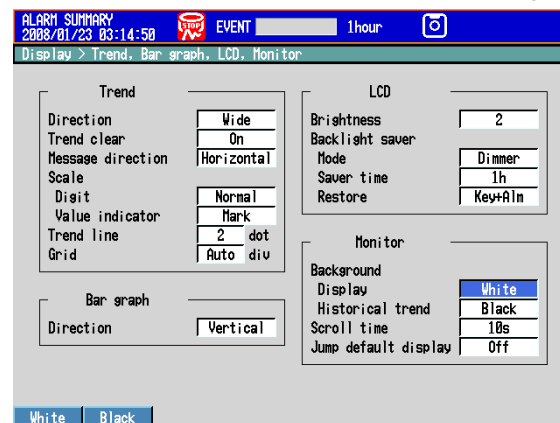 ALARM SUMMARY
2008/01/23 03:14:50
STOP
EVENT
1hour
Display > Trend, Bar graph, LCD, Monitor
Trend
Direction Wide
Trend clear On
Message direction Horizontal
Scale
Digit Normal
Value indicator Mark
Trend line 2 dot
Grid Auto div
Bar graph
Direction Vertical
LCD
Brightness 2
Backlight saver
Mode Dimmer
Saver time 1h
Restore Key+Alm
Monitor
Background
Display White
Historical trend Black
Scroll time 10s
Jump default display Off
White Black